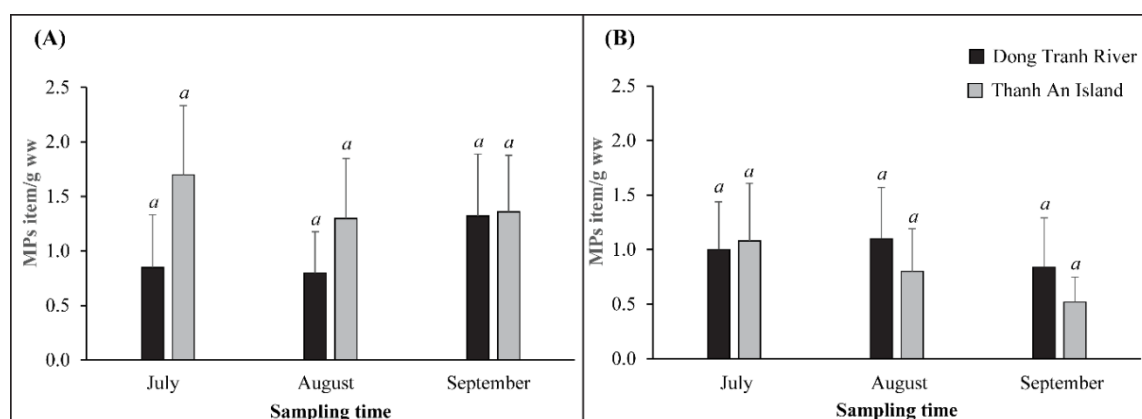 (A)
MPs item/g ww
2.5
2.0
1.5
1.0
0.5
0.0
a
a
a
a
a
a
July
August
September
Sampling time
(B)
Dong Tranh River
Thanh An Island
MPs item/g ww
2.5
2.0
1.5
1.0
0.5
0.0
a
a
a
a
a
a
July
August
September
Sampling time